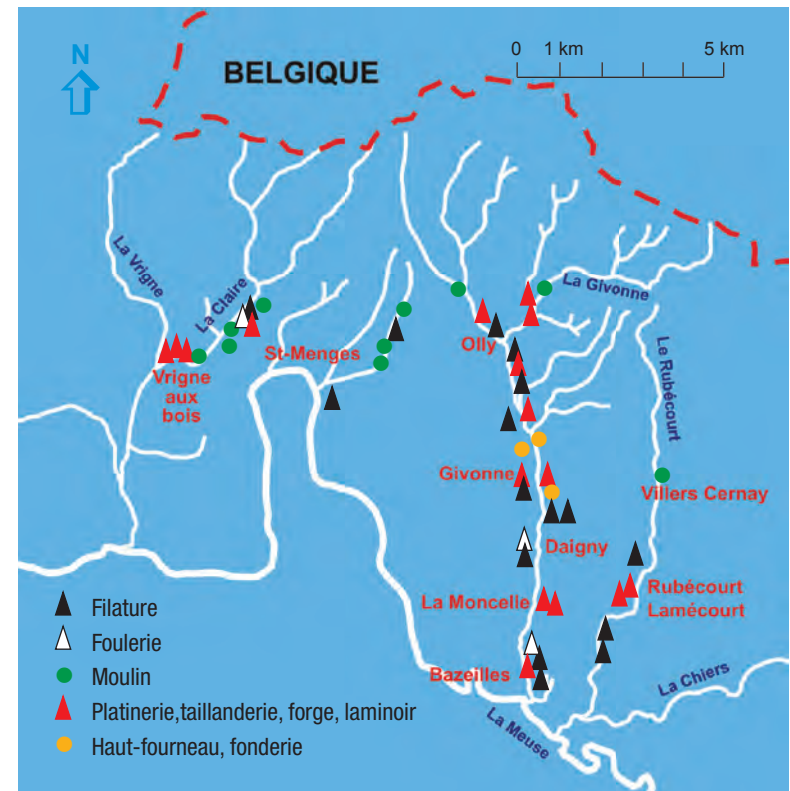 N
BELGIQUE
0 1 km 5 km
La Vrigne
La Claire
La Givonne
St-Menges
Olly
Le Rubécourt
Vrigne
aux
bois
Givonne
Villers Cernay
Daigny
La Moncelle
Rubécourt
Lamécourt
Bazeilles
La Chiers
La Meuse
Filature
Foulerie
Moulin
Platinerie,taillanderie, forge, laminoir
Haut-fourneau, fonderie